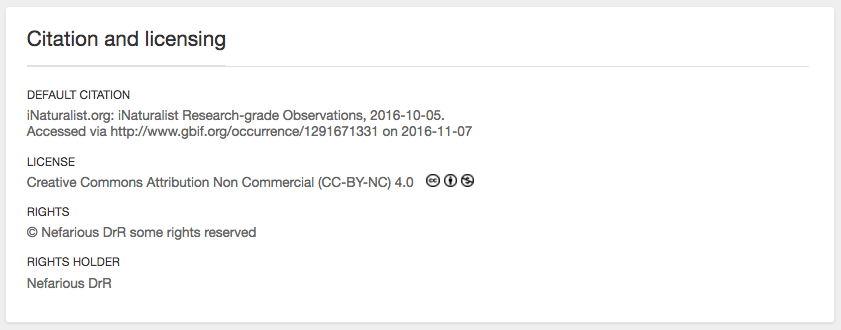 Citation and licensing
DEFAULT CITATION
iNaturalist.org: iNaturalist Research-grade Observations, 2016-10-05.
Accessed via http://www.gbif.org/occurrence/1291671331 on 2016-11-07
LICENSE
Creative Commons Attribution Non Commercial (CC-BY-NC) 4.0
RIGHTS
© Nefarious DrR some rights reserved
RIGHTS HOLDER
Nefarious DrR